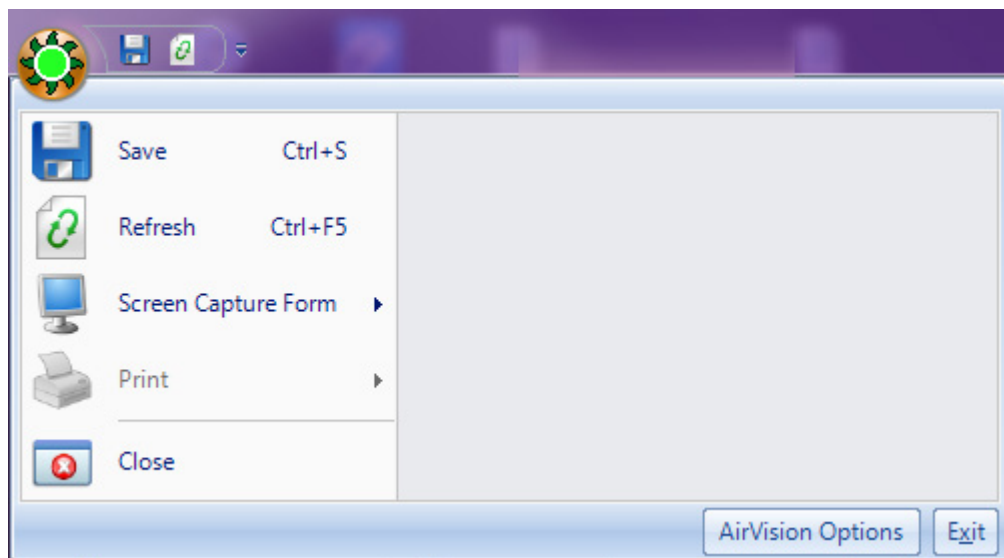 Save Ctrl+S
Refresh Ctrl+F5
Screen Capture Form
Print
Close
AirVision Options Exit